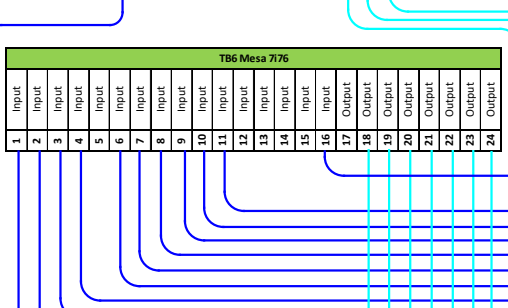 TB6 Mesa 7i76
Input Input Input Input Input Input Input Input Input Input Input Input Input Input Input Input Output Output Output Output Output Output Output Output
1 2 3 4 5 6 7 8 9 10 11 12 13 14 15 16 17 18 19 20 21 22 23 24